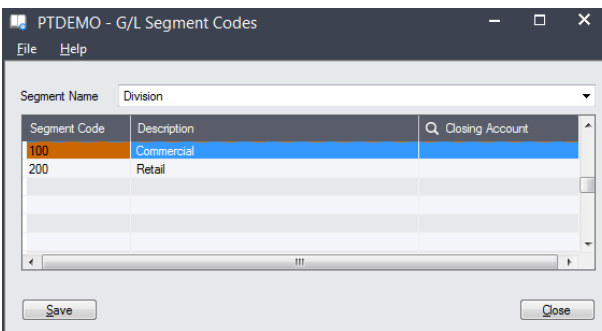 PTDEMO - G/L Segment Codes
File Help
Segment Name Division
Segment Code Description Closing Account
100 Commercial
200 Retail
Save Close